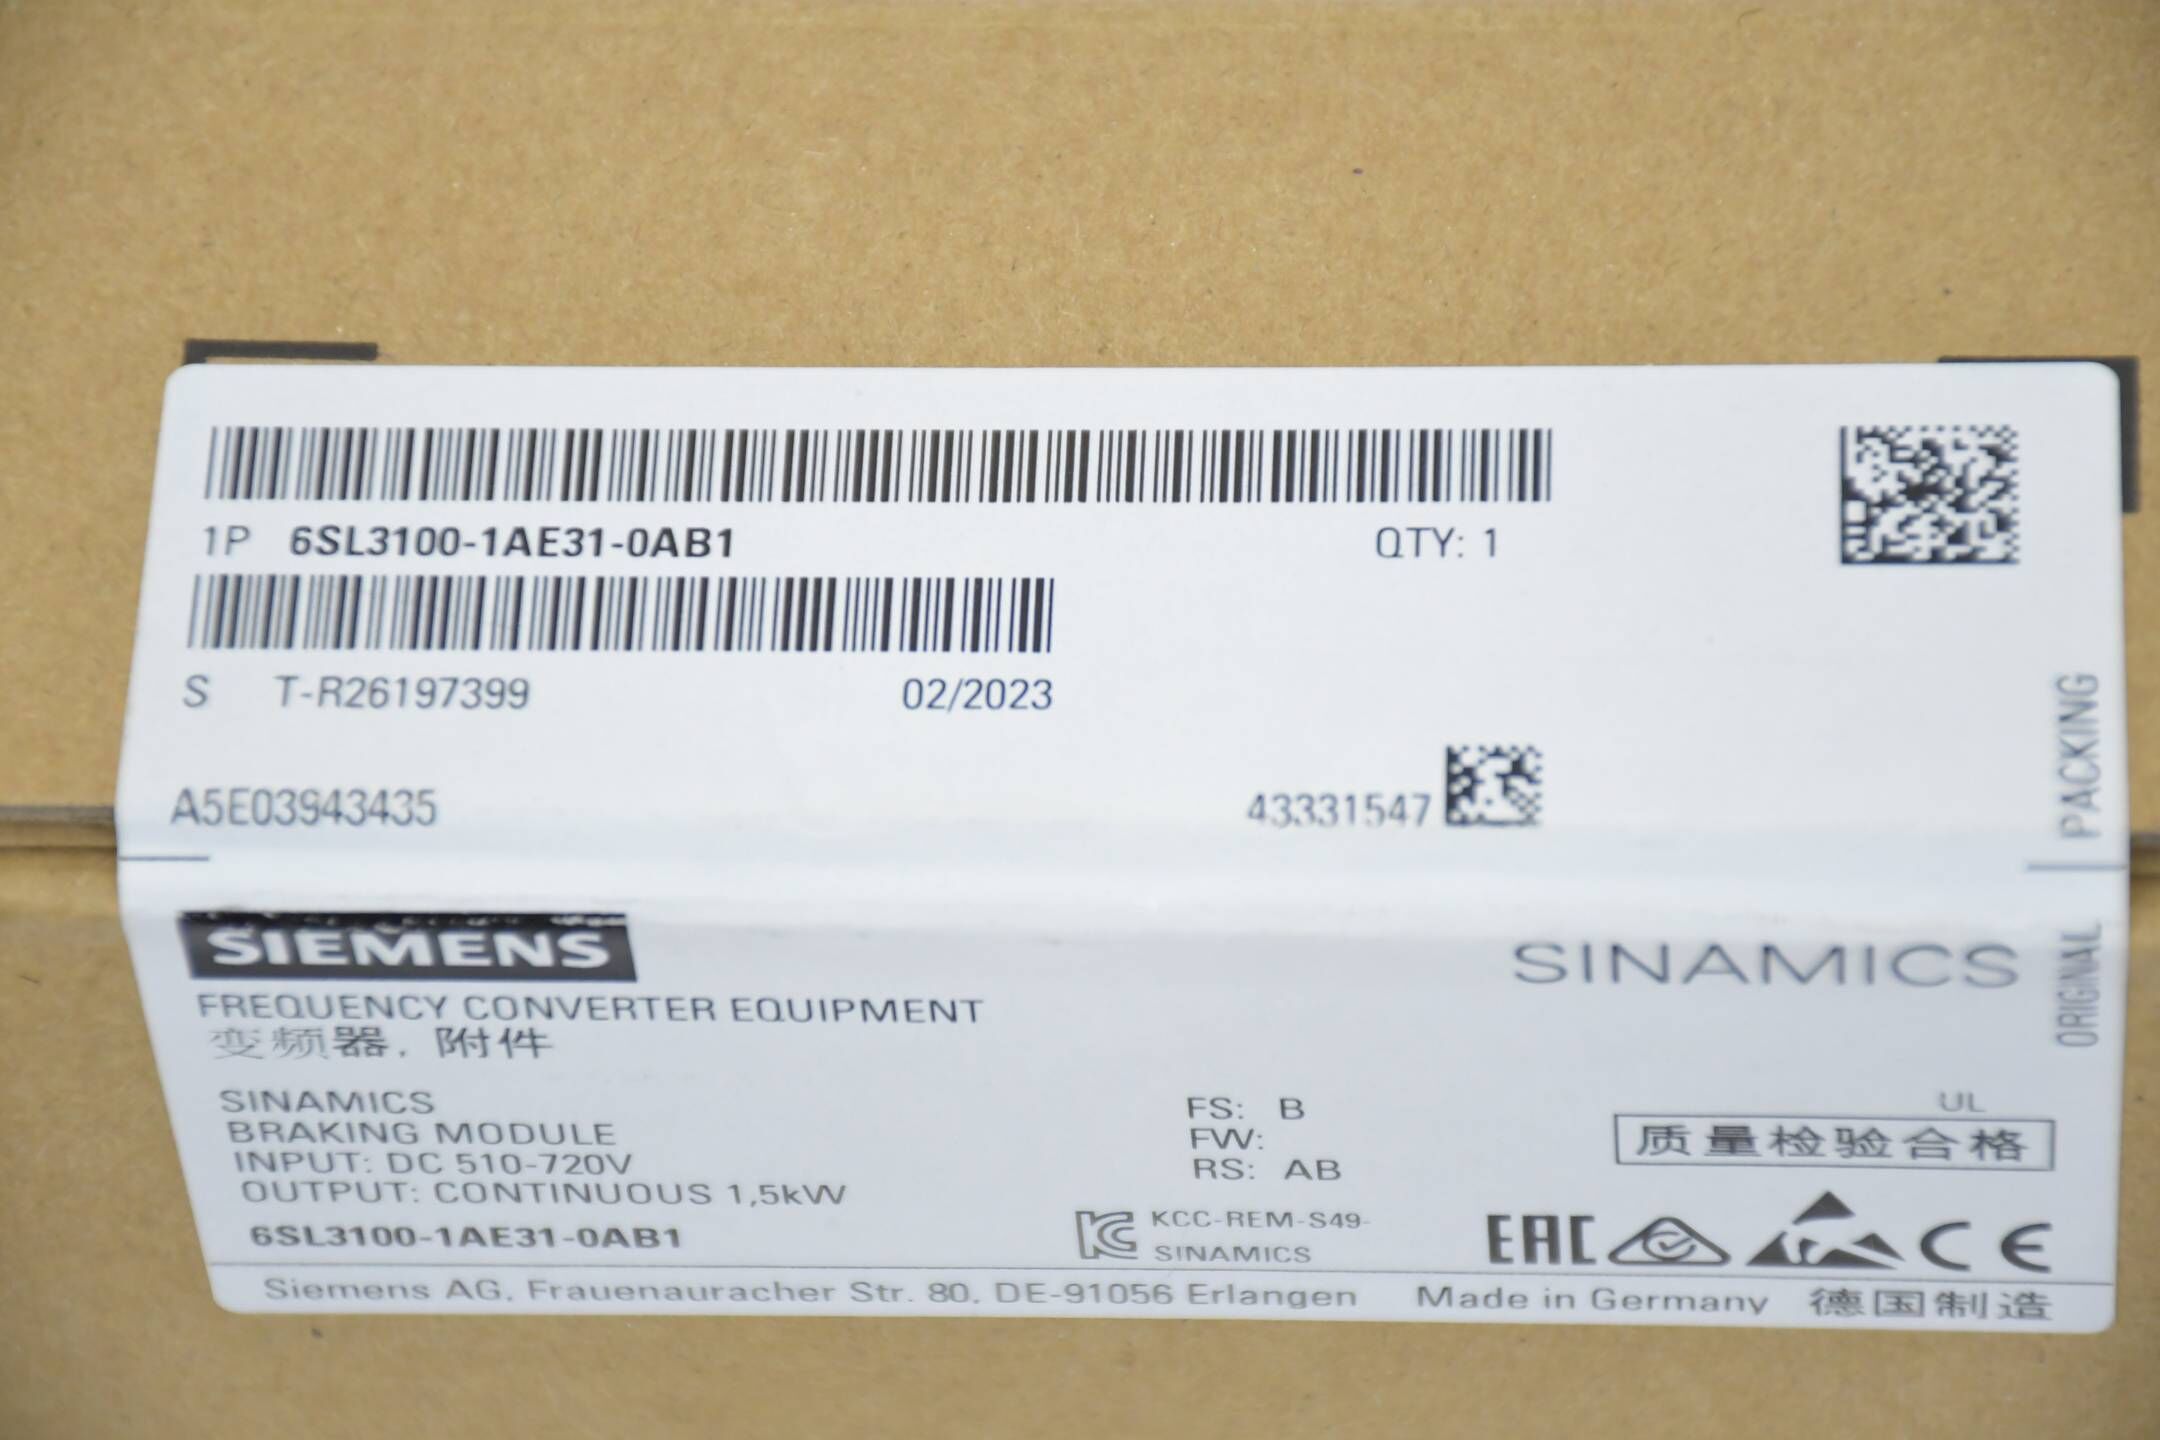 1P 6SL3100-1AE31-0AB1 QTY: 1
S T-R26197399 02/2023
A5E03943435 43331547
PACKING
ORIGINAL
SIEMENS SINAMICS
FREQUENCY CONVERTER EQUIPMENT
变频器, 附件
SINAMICS
BRAKING MODULE
INPUT: DC 510-720V
OUTPUT: CONTINUOUS 1,5kW
6SL3100-1AE31-0AB1
FS: B
FW:
RS: AB
KCC-REM-S49-
SINAMICS
UL
质量检验合格
EAC CE
Siemens AG, Frauenauracher Str. 80, DE-91056 Erlangen Made in Germany 德国制造